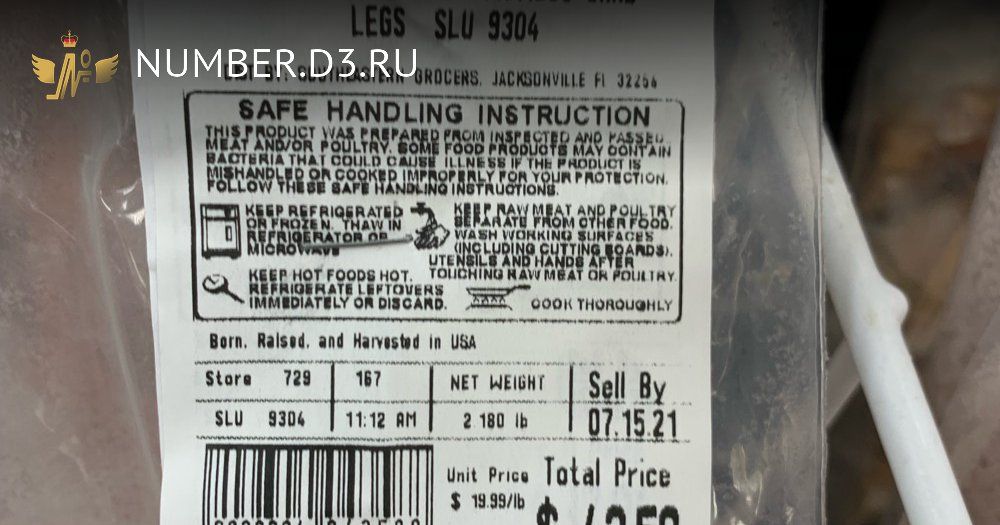 LEGS SLU 9304
NUMBER.D3.RU
GROCERS. JACKSONVILLE Fl 32256
SAFE HANDLING INSTRUCTION
THIS PRODUCT WAS PREPARED FROM INSPECTED AND PASSED
MEAT AND/OR POULTRY. SOME FOOD PRODUCTS MAY CONTAIN
BACTERIA THAT COULD CAUSE ILLNESS IF THE PRODUCT IS
MISHANDLED OR COOKED IMPROPERLY FOR YOUR PROTECTION.
FOLLOW THESE SAFE HANDLING INSTRUCTIONS.
KEEP REFRIGERATED
OR FROZEN. THAW IN
REFRIGERATOR OR
MICROWAVE
KEEP RAW MEAT AND POULTRY
SEPARATE FROM OTHER FOOD.
WASH WORKING SURFACES
(INCLUDING CUTTING BOARDS).
UTENSILS AND HANDS AFTER
TOUCHING RAW MEAT OR POULTRY.
KEEP HOT FOODS HOT.
REFRIGERATE LEFTOVERS
IMMEDIATELY OR DISCARD.
COOK THOROUGHLY
Born, Raised, and Harvested in USA
Store 729 167 NET WEIGHT Sell By
SLU 9304 11:12 AM 2.180 lb 07.15.21
Unit Price Total Price
$ 19.99/lb